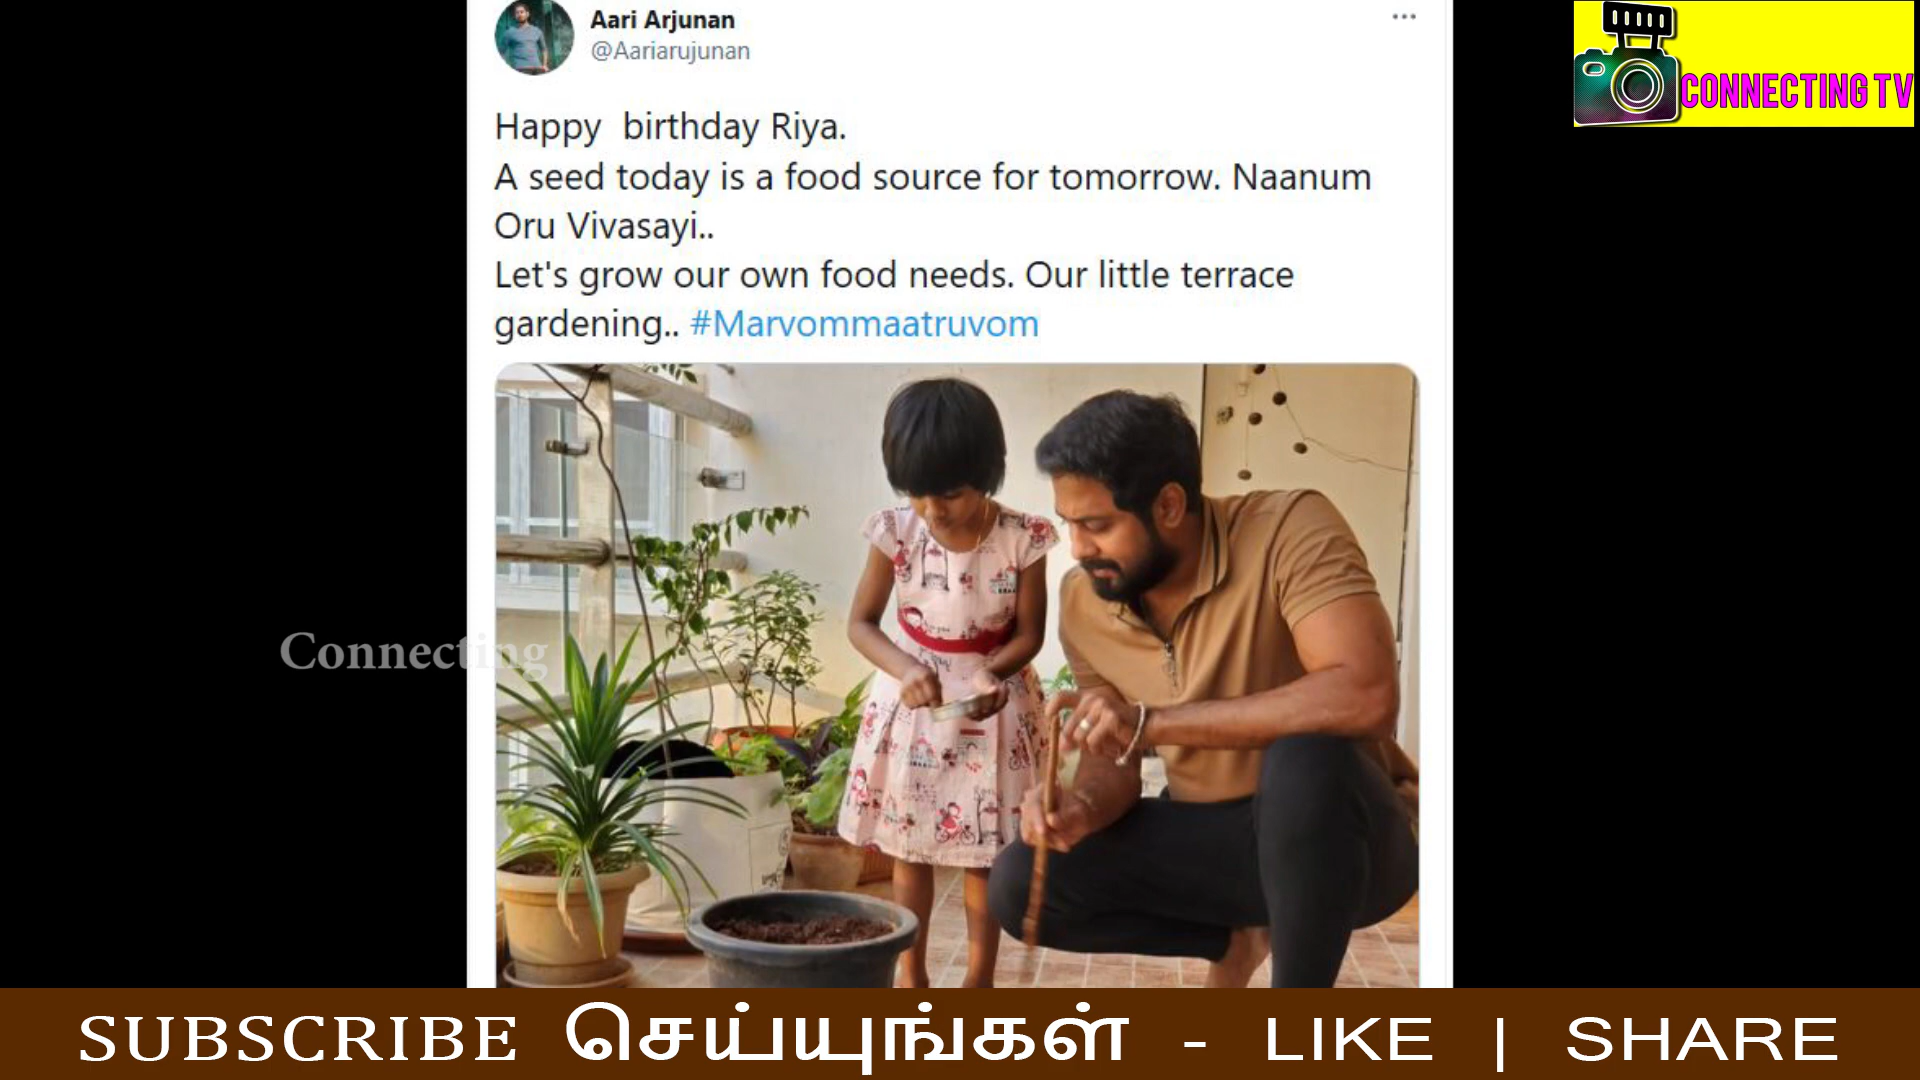 Aari Arjunan
@Aariarujunan
Happy birthday Riya.
A seed today is a food source for tomorrow. Naanum
Oru Vivasayi..
Let's grow our own food needs. Our little terrace
gardening.. #Marvommaatruvom
CONNECTING TV
Connecting
SUBSCRIBE செய்யுங்கள் - LIKE | SHARE